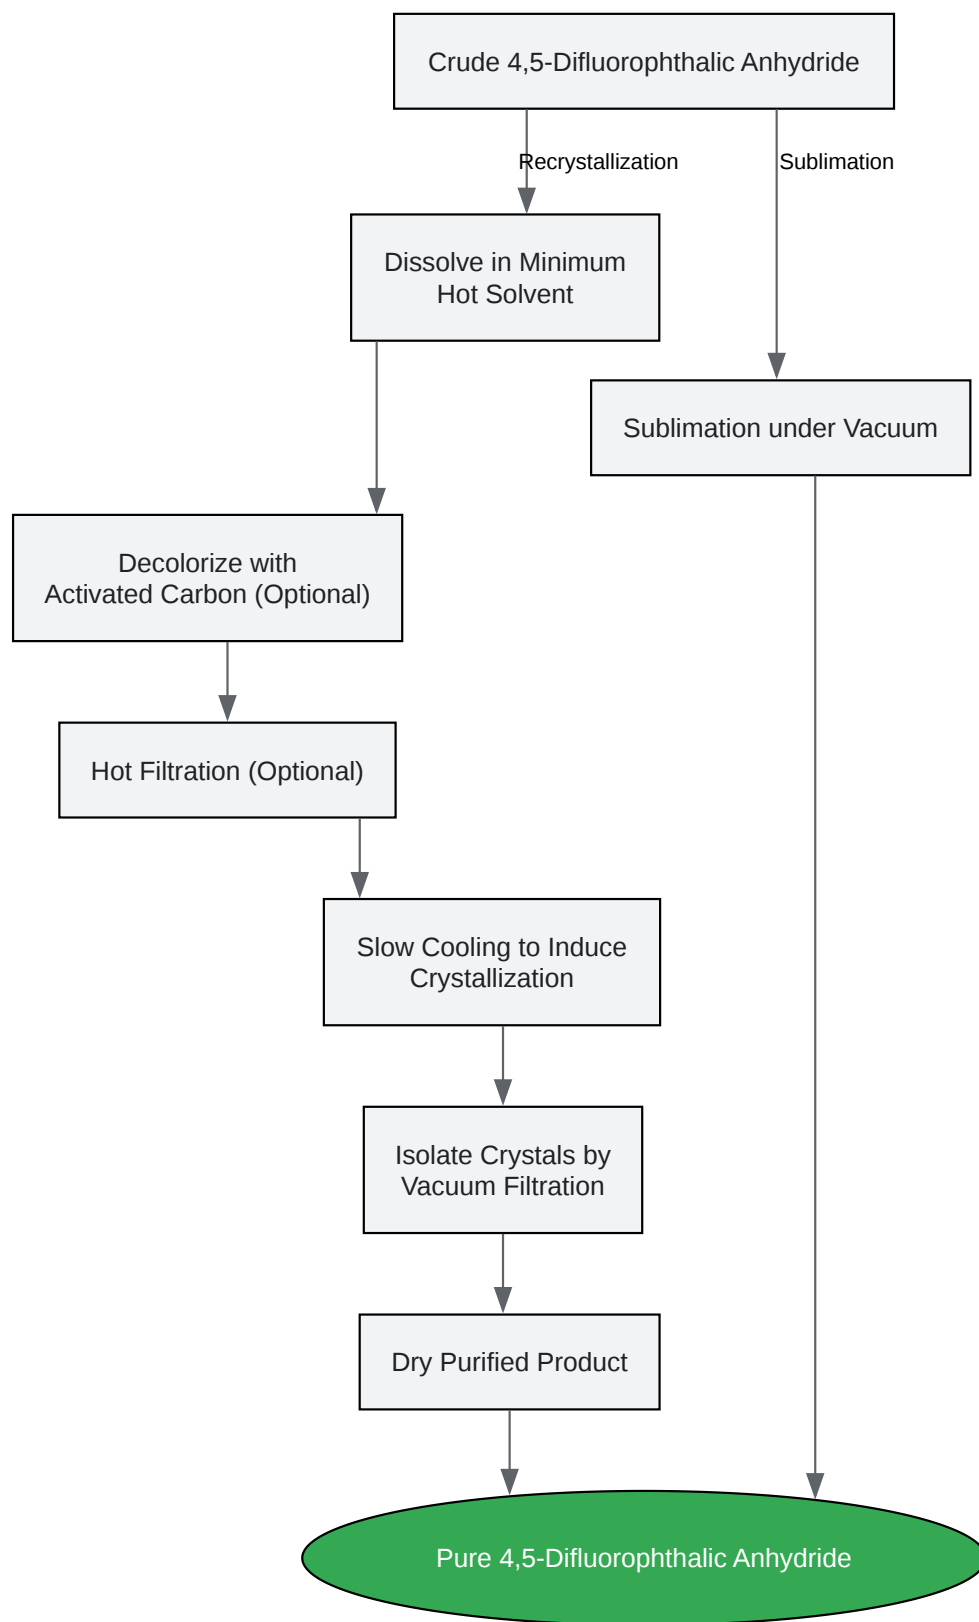 Crude 4,5-Difluorophthalic Anhydride
Recrystallization
Sublimation
Dissolve in Minimum
Hot Solvent
Sublimation under Vacuum
Decolorize with
Activated Carbon (Optional)
Hot Filtration (Optional)
Slow Cooling to Induce
Crystallization
Isolate Crystals by
Vacuum Filtration
Dry Purified Product
Pure 4,5-Difluorophthalic Anhydride